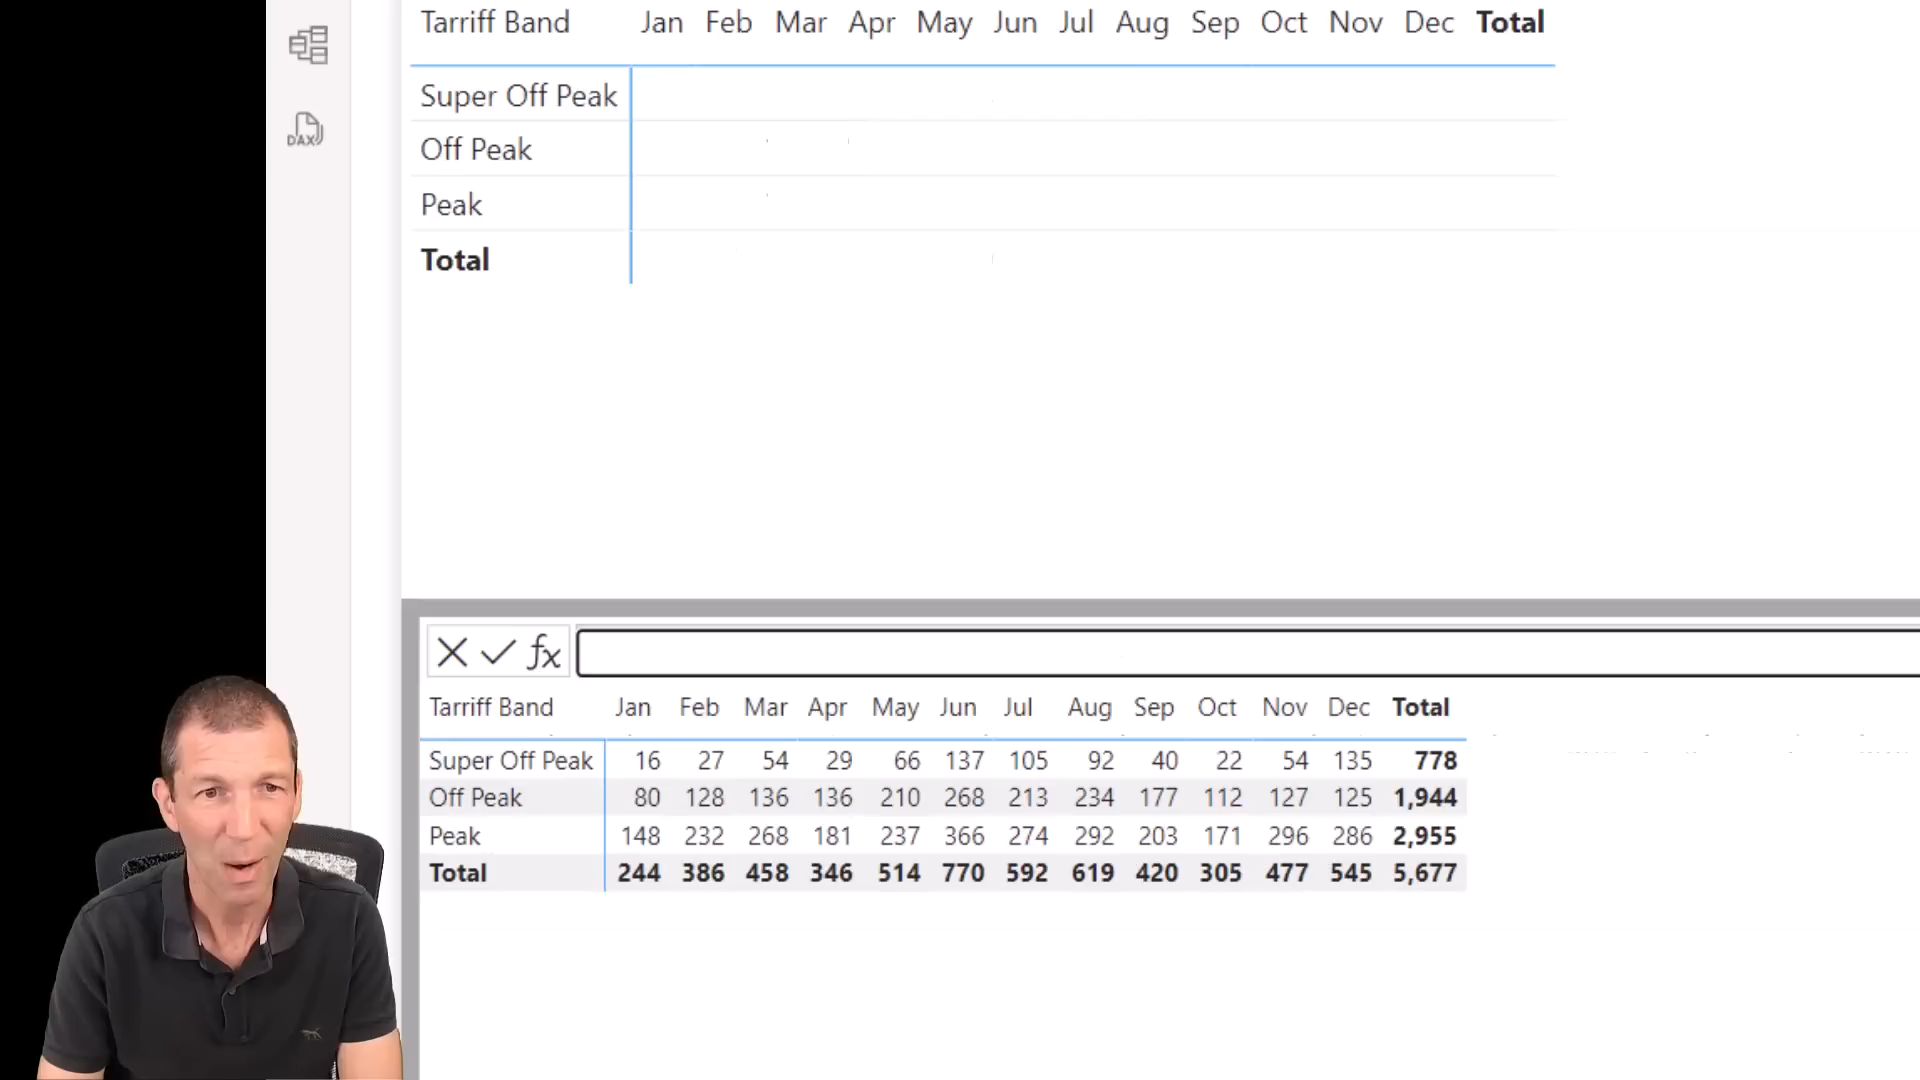 Tarriff Band Jan Feb Mar Apr May Jun Jul Aug Sep Oct Nov Dec Total
DAX
Super Off Peak
Off Peak
Peak
Total
fx
Tarriff Band Jan Feb Mar Apr May Jun Jul Aug Sep Oct Nov Dec Total
Super Off Peak 16 27 54 29 66 137 105 92 40 22 54 135 778
Off Peak 80 128 136 136 210 268 213 234 177 112 127 125 1,944
Peak 148 232 268 181 237 366 274 292 203 171 296 286 2,955
Total 244 386 458 346 514 770 592 619 420 305 477 545 5,677